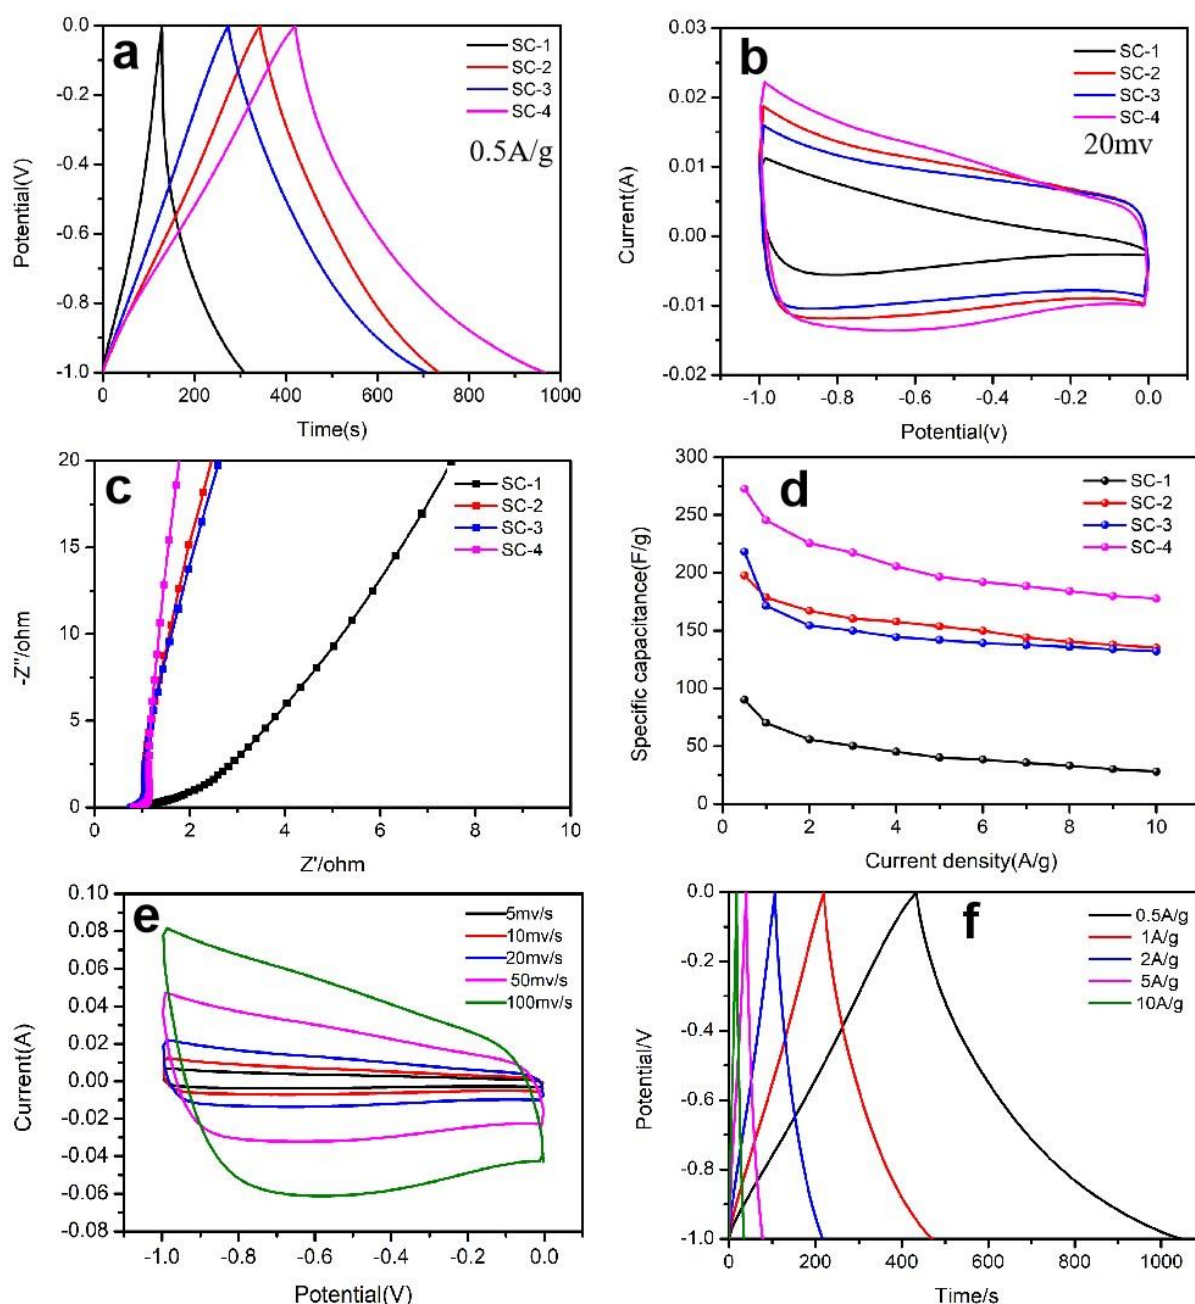 a
SC-1
SC-2
SC-3
SC-4
0.5A/g
0.0
-0.2
-0.4
-0.6
-0.8
-1.0
0
200
400
600
800
1000
Potential(V)
Time(s)
b
SC-1
SC-2
SC-3
SC-4
20mv
0.03
0.02
0.01
0.00
-0.01
-0.02
-1.0
-0.8
-0.6
-0.4
-0.2
0.0
Current(A)
Potential(v)
c
SC-1
SC-2
SC-3
SC-4
20
15
10
5
0
0
2
4
6
8
10
-Z''/ohm
Z'/ohm
d
SC-1
SC-2
SC-3
SC-4
300
250
200
150
100
50
0
0
2
4
6
8
10
Specific capacitance(F/g)
Current density(A/g)
e
5mv/s
10mv/s
20mv/s
50mv/s
100mv/s
0.10
0.08
0.06
0.04
0.02
0.00
-0.02
-0.04
-0.06
-0.08
-1.0
-0.8
-0.6
-0.4
-0.2
0.0
Current(A)
Potential(V)
f
0.5A/g
1A/g
2A/g
5A/g
10A/g
0.0
-0.2
-0.4
-0.6
-0.8
-1.0
0
200
400
600
800
1000
Potential/V
Time/s